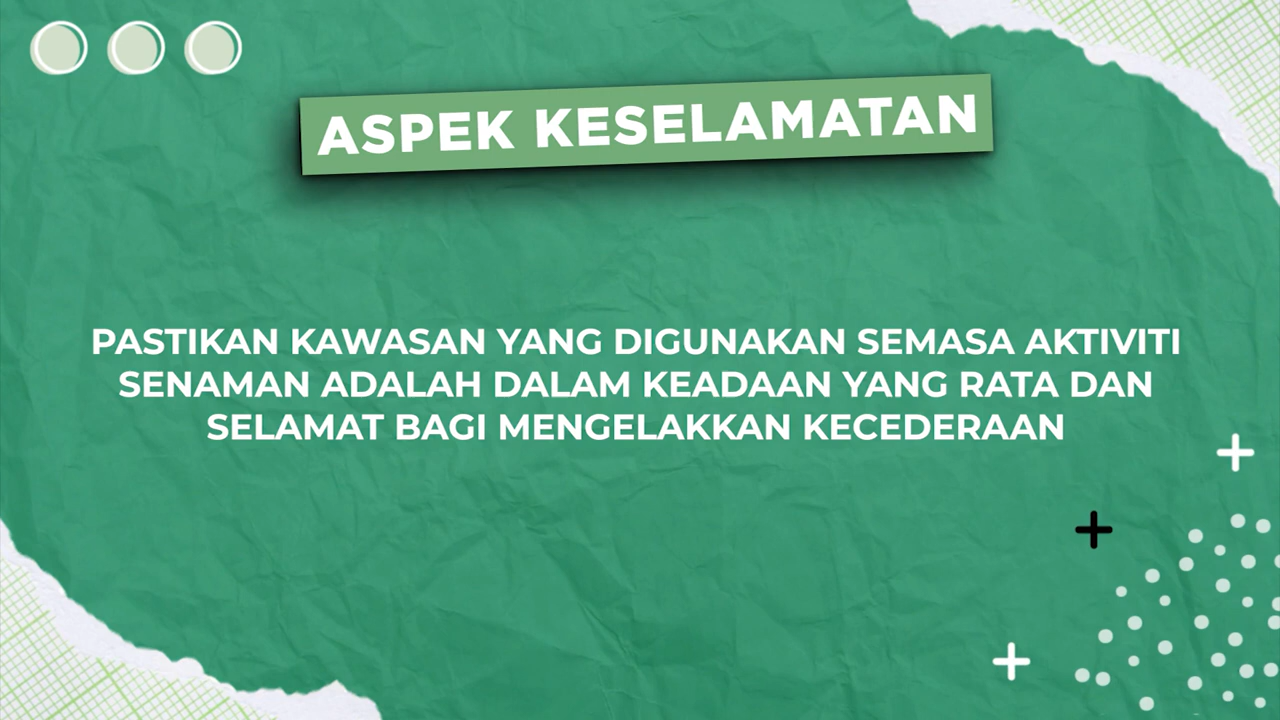 ASPEK KESELAMATAN
PASTIKAN KAWASAN YANG DIGUNAKAN SEMASA AKTIVITI
SENAMAN ADALAH DALAM KEADAAN YANG RATA DAN
SELAMAT BAGI MENGELAKKAN KECEDERAAN